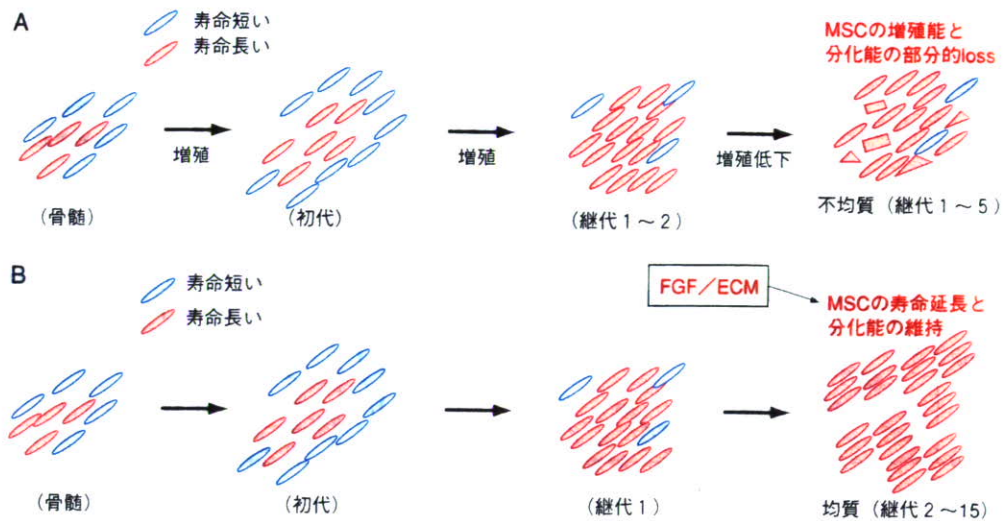 A
寿命短い
寿命長い
MSCの増殖能と
分化能の部分的loss
増殖
増殖
増殖低下
(骨髄)
(初代)
(継代1～2)
不均質(継代1～5)
B
寿命短い
寿命長い
FGF／ECM
MSCの寿命延長と
分化能の維持
(骨髄)
(初代)
(継代1)
均質(継代2～15)